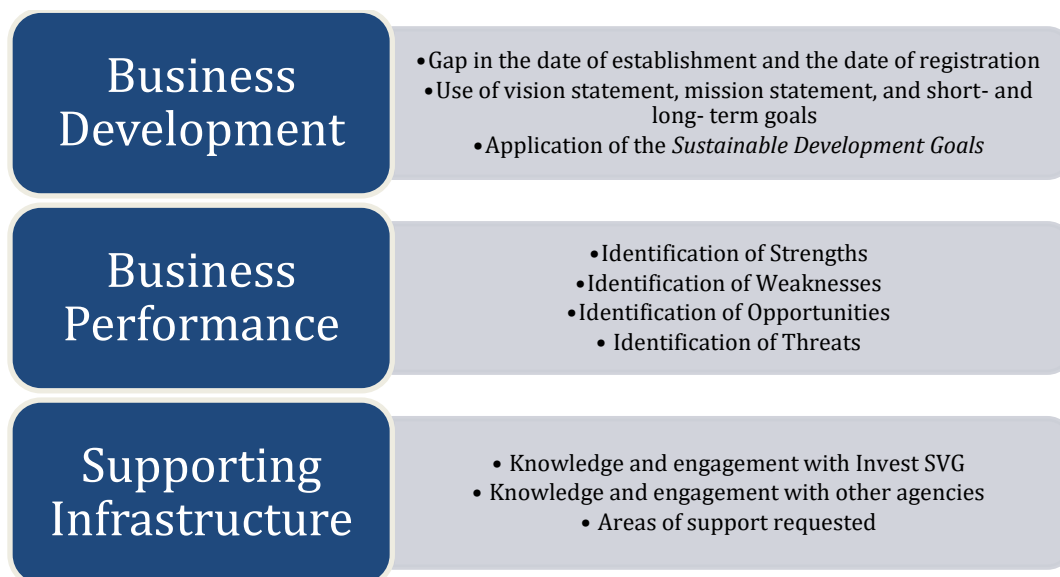 Business
Development
•Gap in the date of establishment and the date of registration
•Use of vision statement, mission statement, and short- and
long- term goals
•Application of the Sustainable Development Goals
Business
Performance
•Identification of Strengths
•Identification of Weaknesses
•Identification of Opportunities
• Identification of Threats
Supporting
Infrastructure
• Knowledge and engagement with Invest SVG
• Knowledge and engagement with other agencies
• Areas of support requested